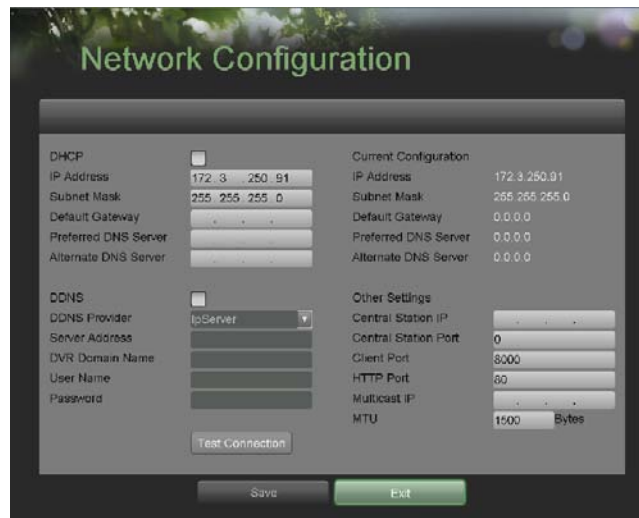 Network Configuration
DHCP
IP Address 172 . 3 . 250 . 91
Subnet Mask 255 . 255 . 255 . 0
Default Gateway . . .
Preferred DNS Server . . .
Alternate DNS Server . . .
Current Configuration
IP Address 172.3.250.91
Subnet Mask 255.255.255.0
Default Gateway 0.0.0.0
Preferred DNS Server 0.0.0.0
Alternate DNS Server 0.0.0.0
DDNS
DDNS Provider IpServer
Server Address
DVR Domain Name
User Name
Password
Test Connection
Other Settings
Central Station IP . . .
Central Station Port 0
Client Port 8000
HTTP Port 80
Multicast IP . . .
MTU 1500 Bytes
Save Exit